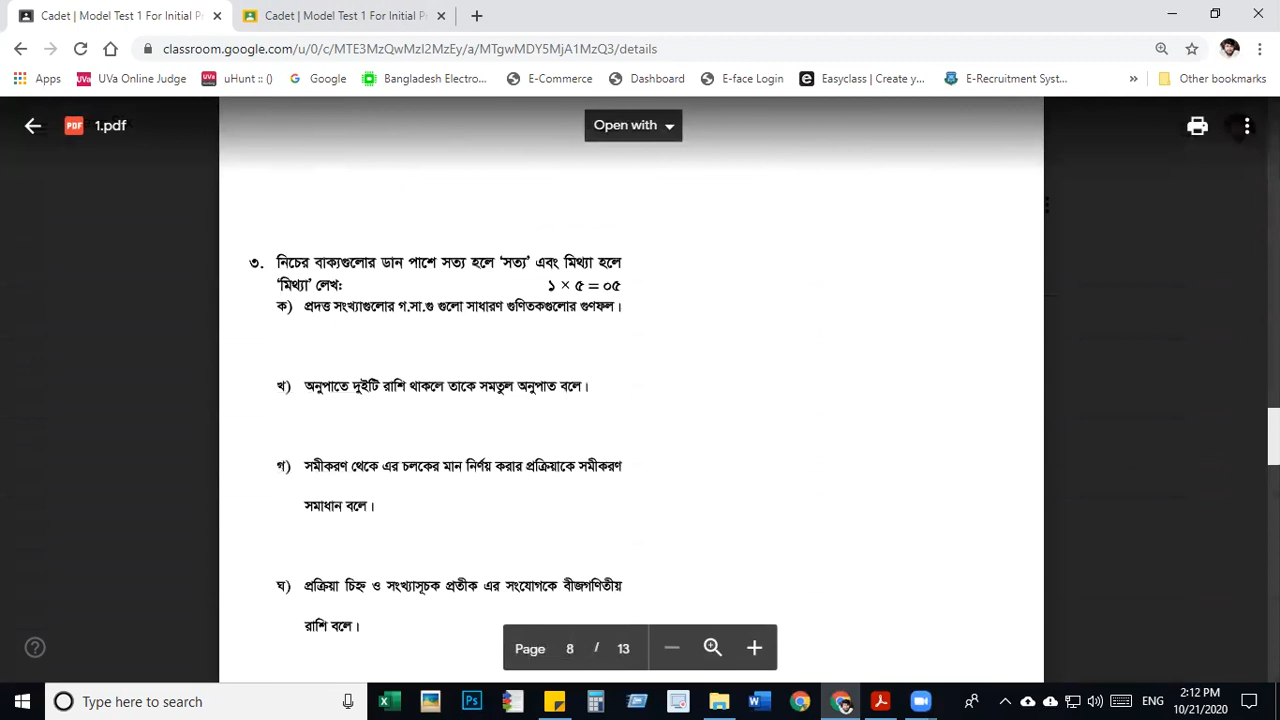 Cadet | Model Test 1 For Initial Pr
Cadet | Model Test 1 For Initial Pr
classroom.google.com/u/0/c/MTE3MzQwMzI2MzEy/a/MTgwMDY5MjA1MzQ3/details
Apps UVa Online Judge uHunt :: () Google Bangladesh Electro... E-Commerce Dashboard E-face Login Easyclass | Create y... E-Recruitment Syst... » Other bookmarks
PDF 1.pdf
Open with
৩. নিচের বাক্যগুলোর ডান পাশে সত্য হলে ‘সত্য’ এবং মিথ্যা হলে
‘মিথ্যা’ লেখ: ১ × ৫ = ০৫
ক) প্রদত্ত সংখ্যাগুলোর গ.সা.গু গুলো সাধারণ গুণিতকগুলোর গুণফল।
খ) অনুপাতে দুইটি রাশি থাকলে তাকে সমতুল অনুপাত বলে।
গ) সমীকরণ থেকে এর চলকের মান নির্ণয় করার প্রক্রিয়াকে সমীকরণ
সমাধান বলে।
ঘ) প্রক্রিয়া চিহ্ন ও সংখ্যাসূচক প্রতীক এর সংযোগকে বীজগণিতীয়
রাশি বলে।
Page 8 / 13
Type here to search
ENG
2:12 PM
10/21/2020